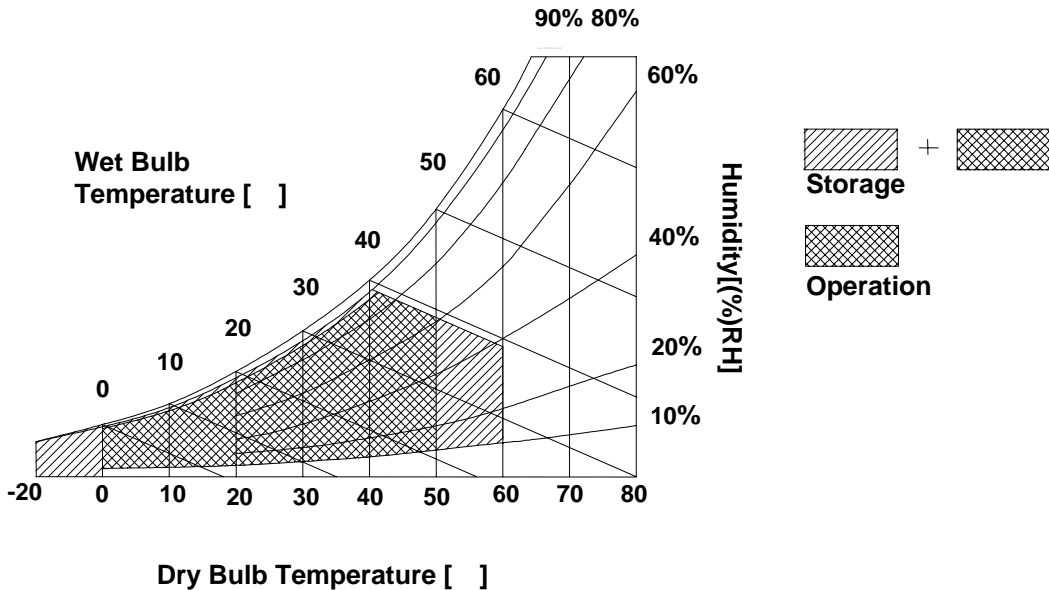 90% 80%
60%
60
Wet Bulb
Temperature [ ]
50
40
30
20
10
0
Humidity[(%)RH]
40%
20%
10%
+
Storage
Operation
-20 0 10 20 30 40 50 60 70 80
Dry Bulb Temperature [ ]